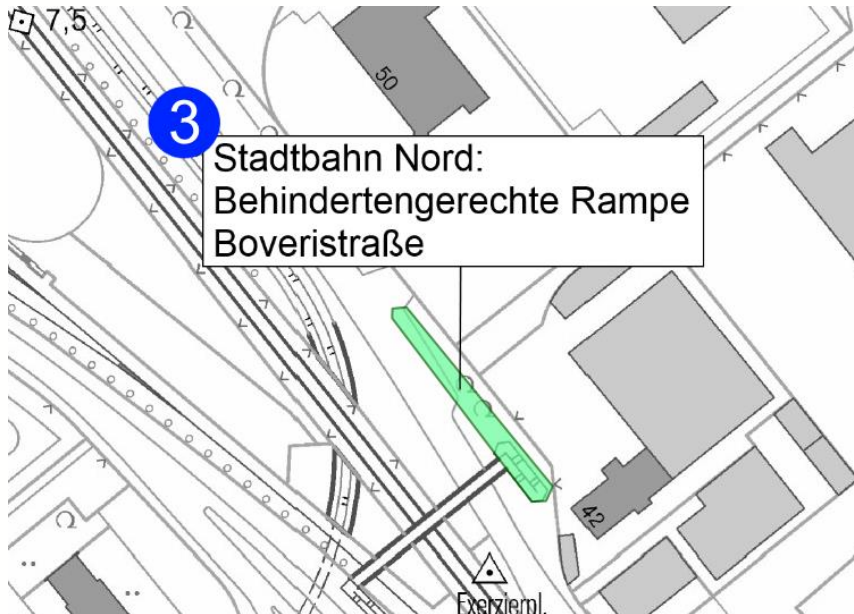 7,5
50
3
Stadtbahn Nord:
Behindertengerechte Rampe
Boveristraße
42
Exerzierpl.